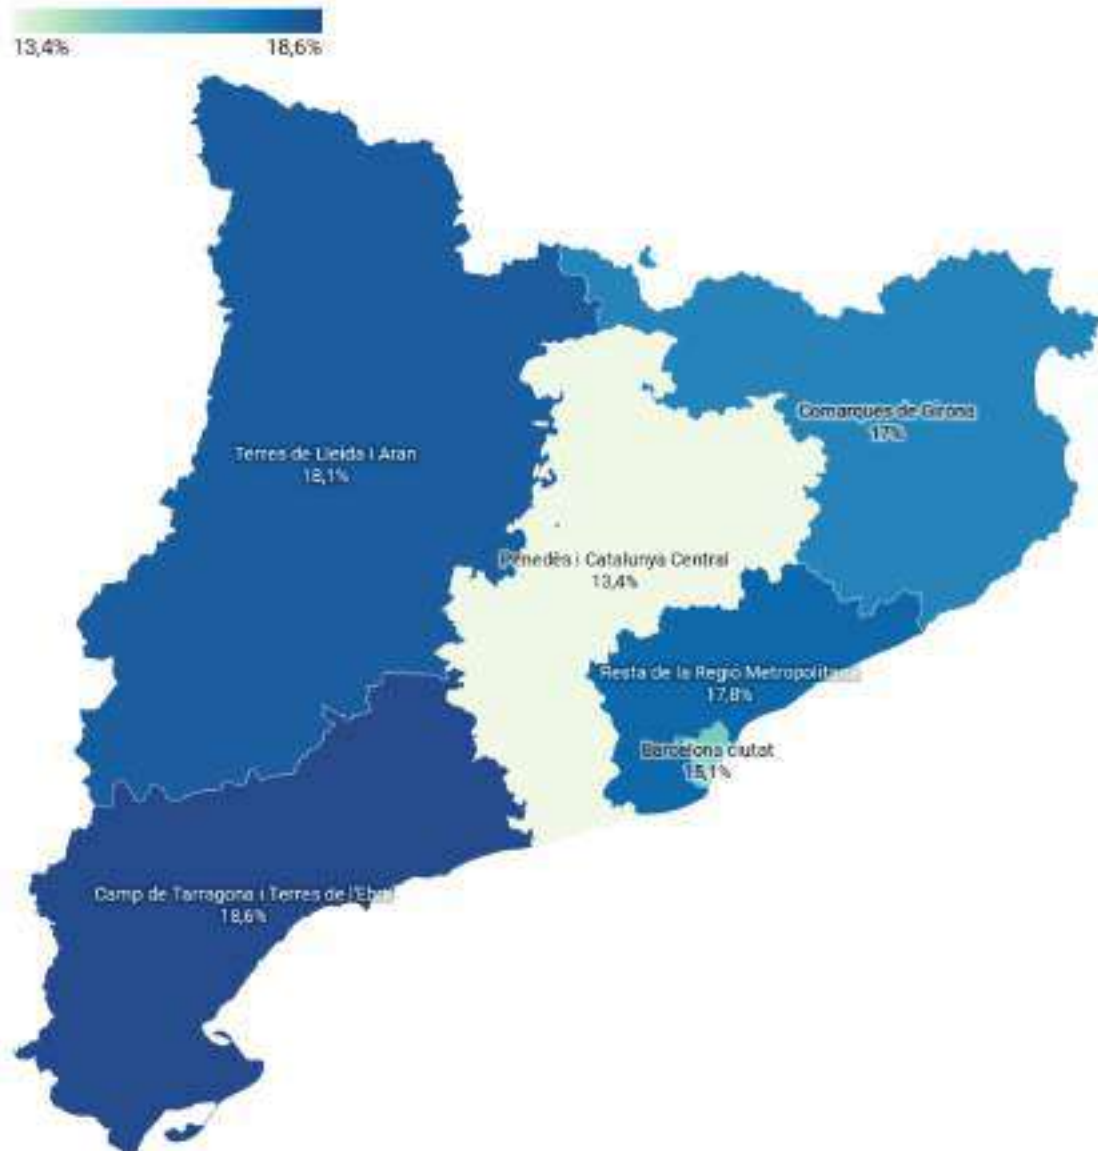 13,4% 18,6%
Comarques de Girona
17%
Terres de Lleida i Aran
18,1%
Penedès i Catalunya Central
13,4%
Resta de la Regió Metropolitana
17,8%
Barcelona ciutat
15,1%
Camp de Tarragona i Terres de l'Ebre
18,6%